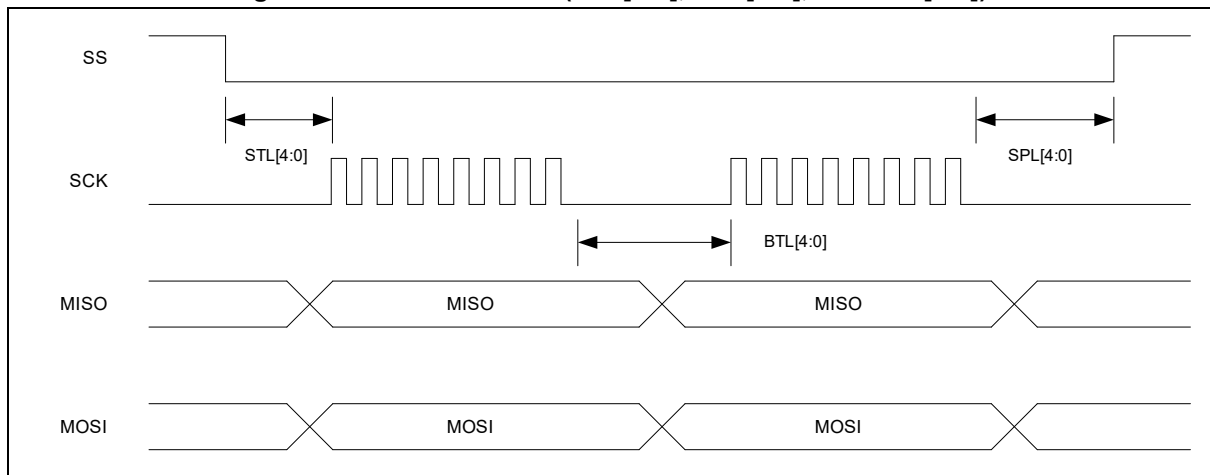 SS
STL[4:0]
SPL[4:0]
SCK
BTL[4:0]
MISO
MISO
MISO
MOSI
MOSI
MOSI